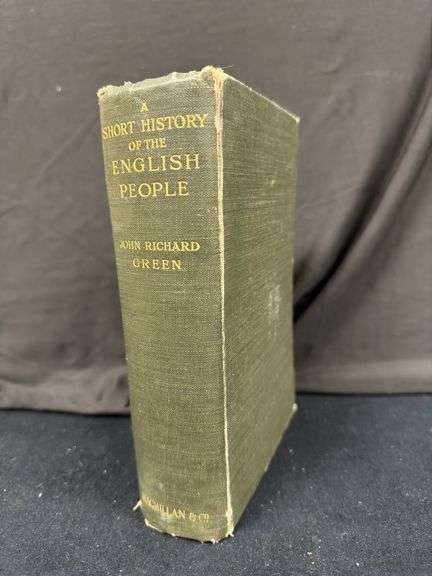 A
SHORT HISTORY
OF THE
ENGLISH
PEOPLE
JOHN RICHARD
GREEN
MACMILLAN & CO